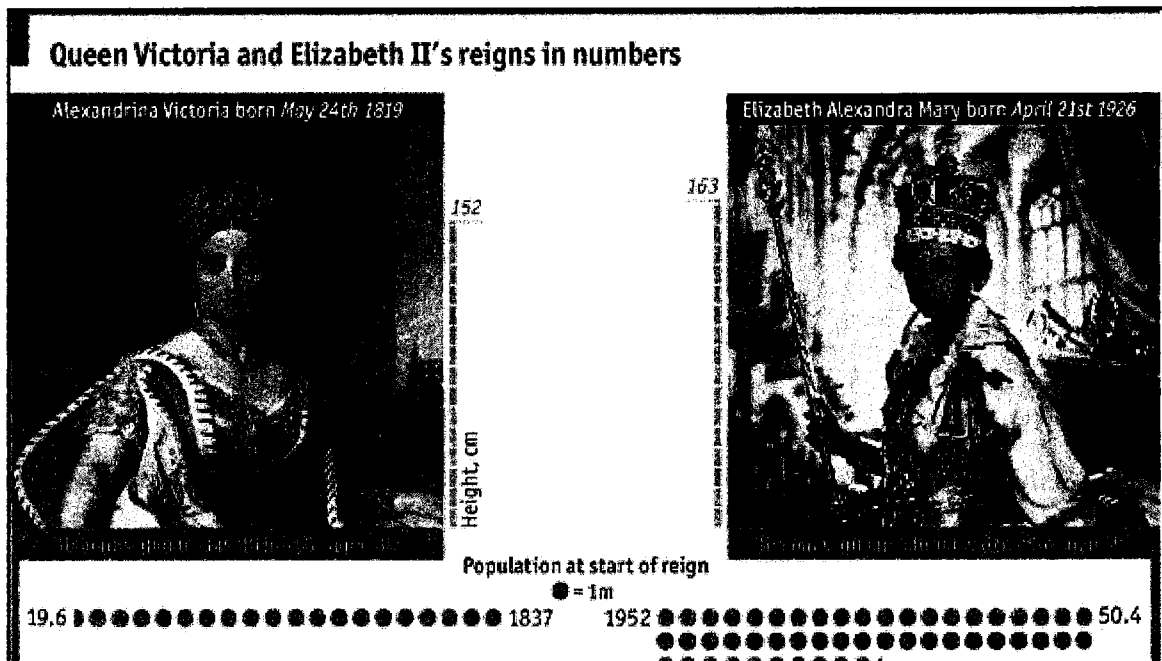 Queen Victoria and Elizabeth II's reigns in numbers
Alexandrina Victoria born May 24th 1819
Elizabeth Alexandra Mary born April 21st 1926
152
163
Height, cm
Population at start of reign
= 1m
19.6 1837 1952 50.4